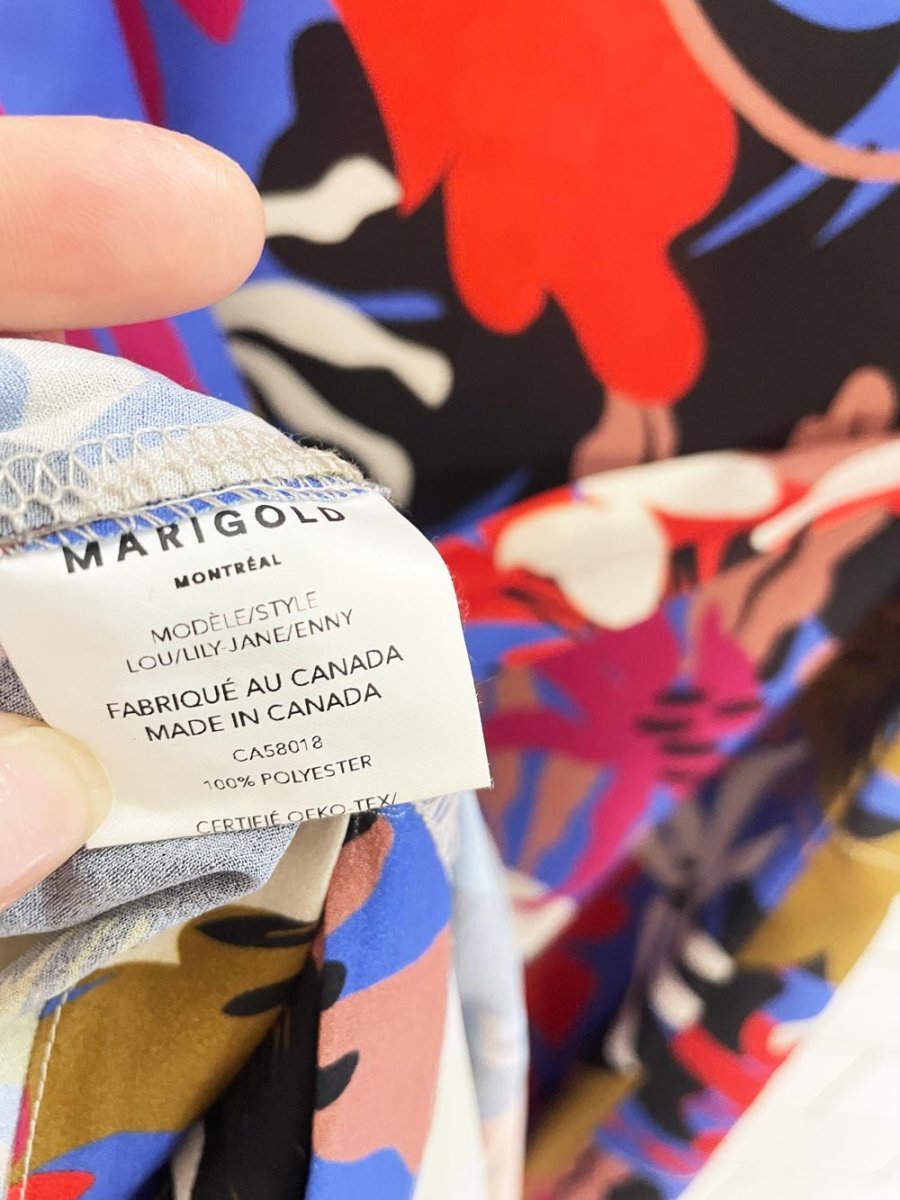 MARIGOLD
MONTRÉAL
MODÈLE/STYLE
LOU/LILY-JANE/ENNY
FABRIQUÉ AU CANADA
MADE IN CANADA
CA58018
100% POLYESTER
CERTIFIÉ OEKO-TEX/